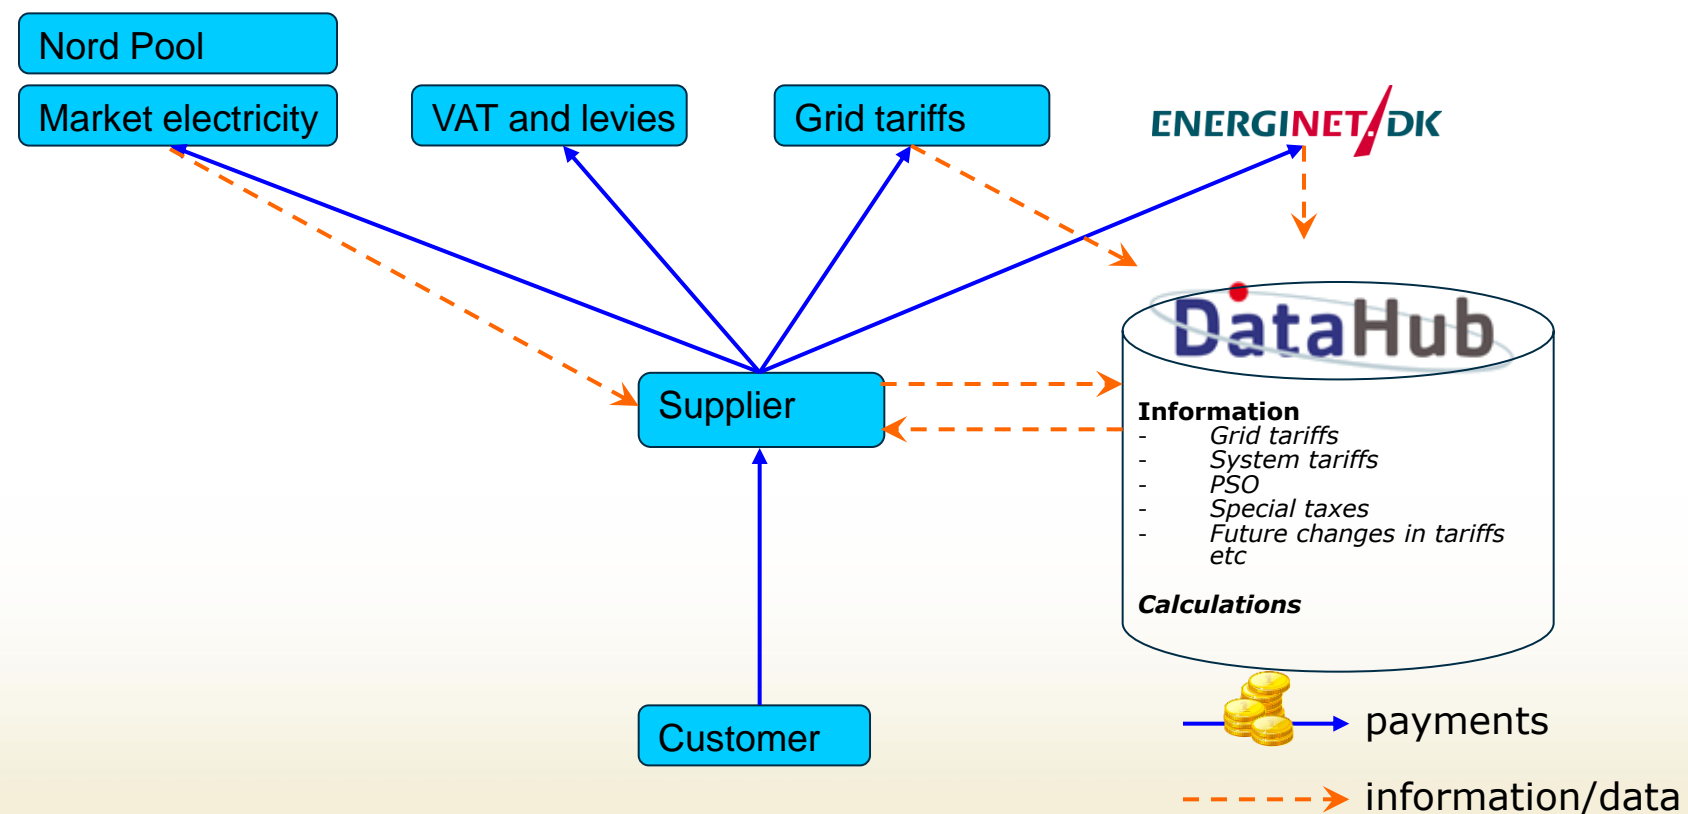 Nord Pool
Market electricity
VAT and levies
Grid tariffs
ENERGINET/DK
DataHub
Supplier
Information
- Grid tariffs
- System tariffs
- PSO
- Special taxes
- Future changes in tariffs
etc
Calculations
Customer
payments
information/data